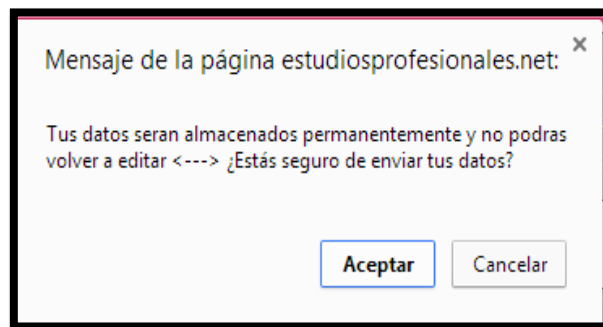 Mensaje de la página estudiosprofesionales.net:
Tus datos seran almacenados permanentemente y no podras
volver a editar <---> ¿Estás seguro de enviar tus datos?
Aceptar
Cancelar